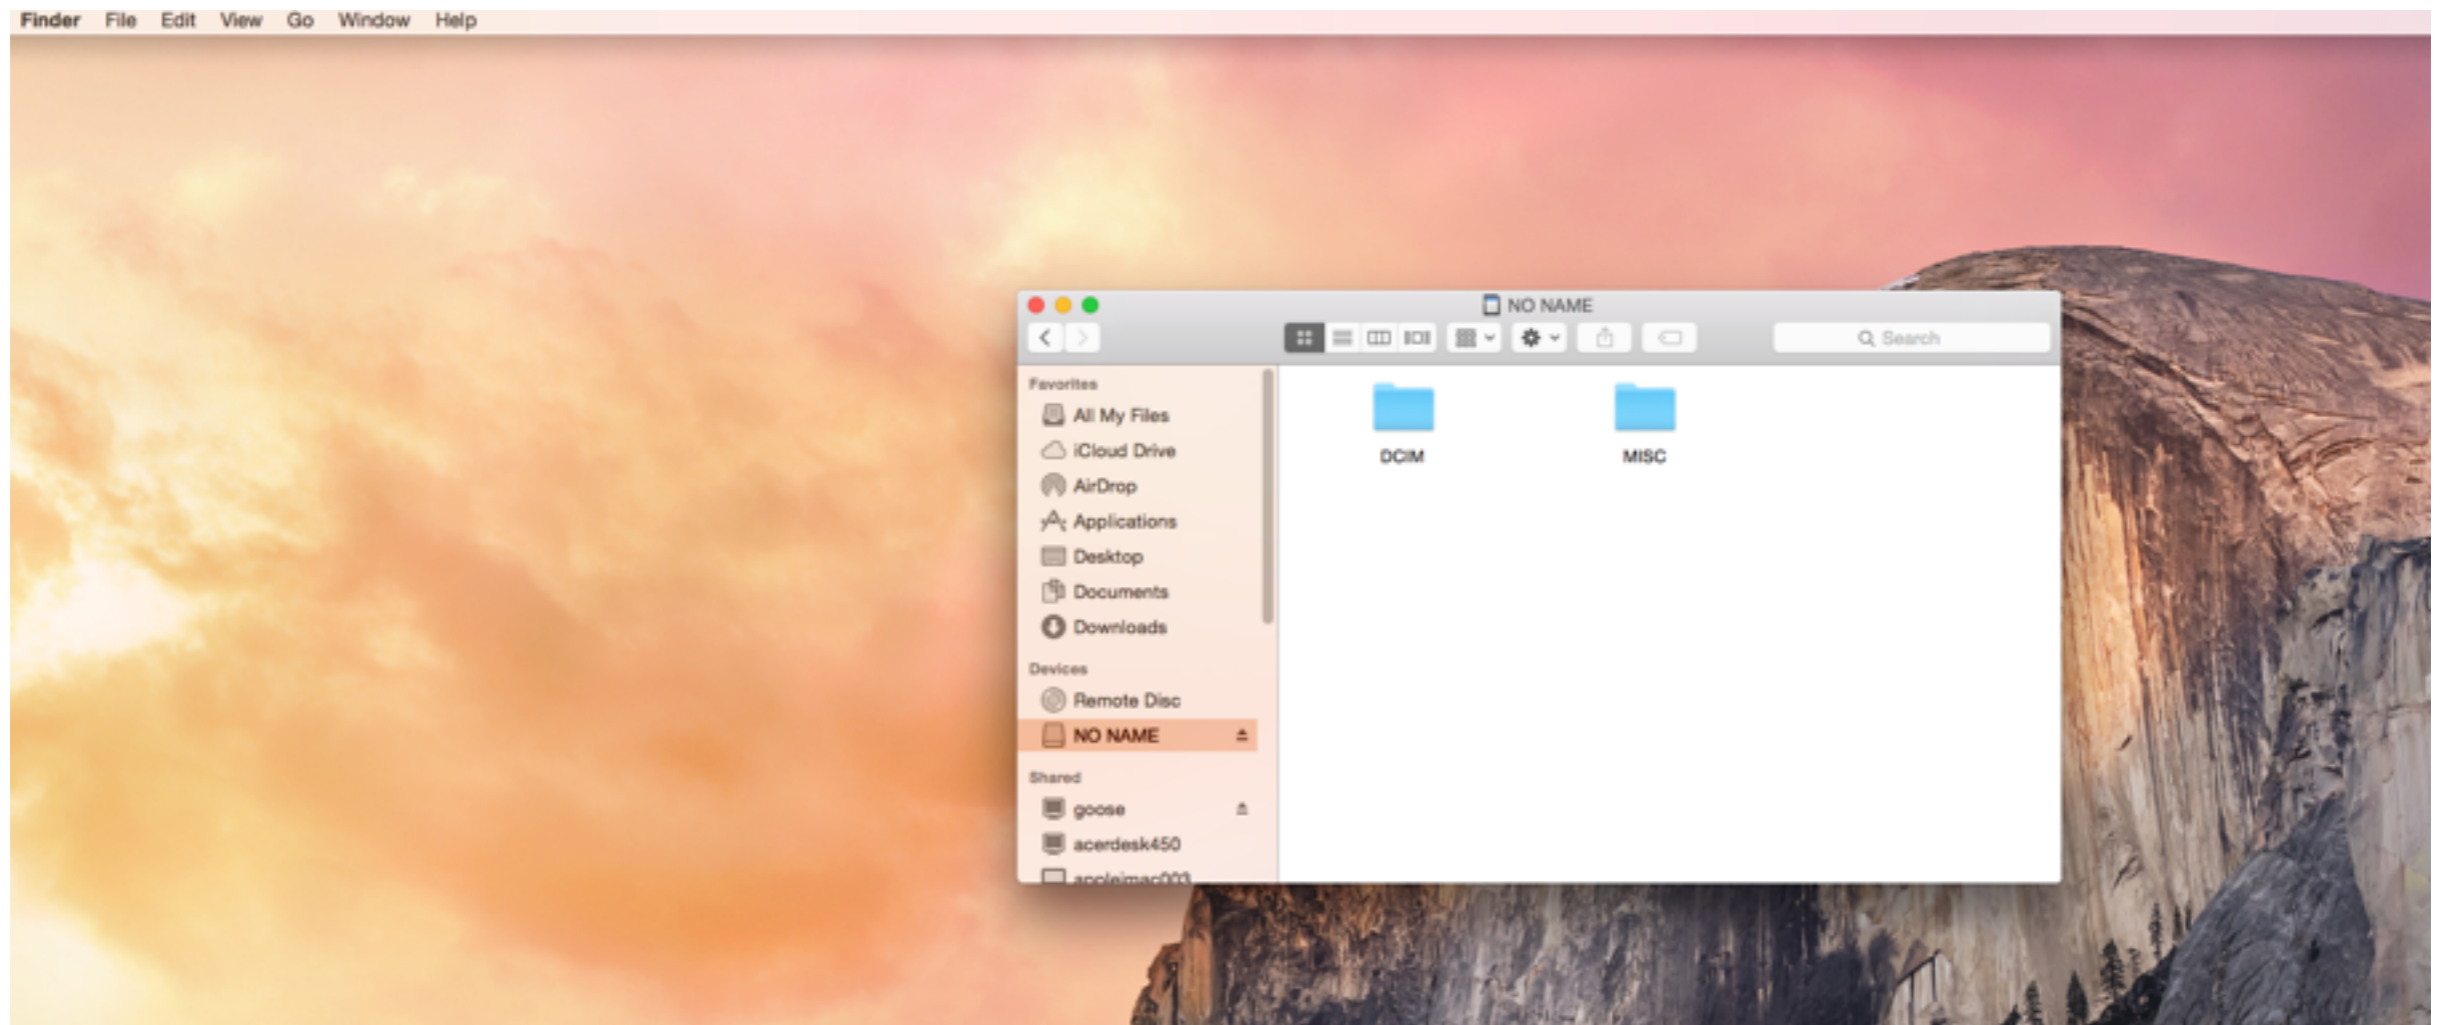 Finder File Edit View Go Window Help
NO NAME
Search
Favorites
All My Files
iCloud Drive
AirDrop
Applications
Desktop
Documents
Downloads
Devices
Remote Disc
NO NAME
Shared
goose
acerdesk450
appleimac003
DCIM MISC